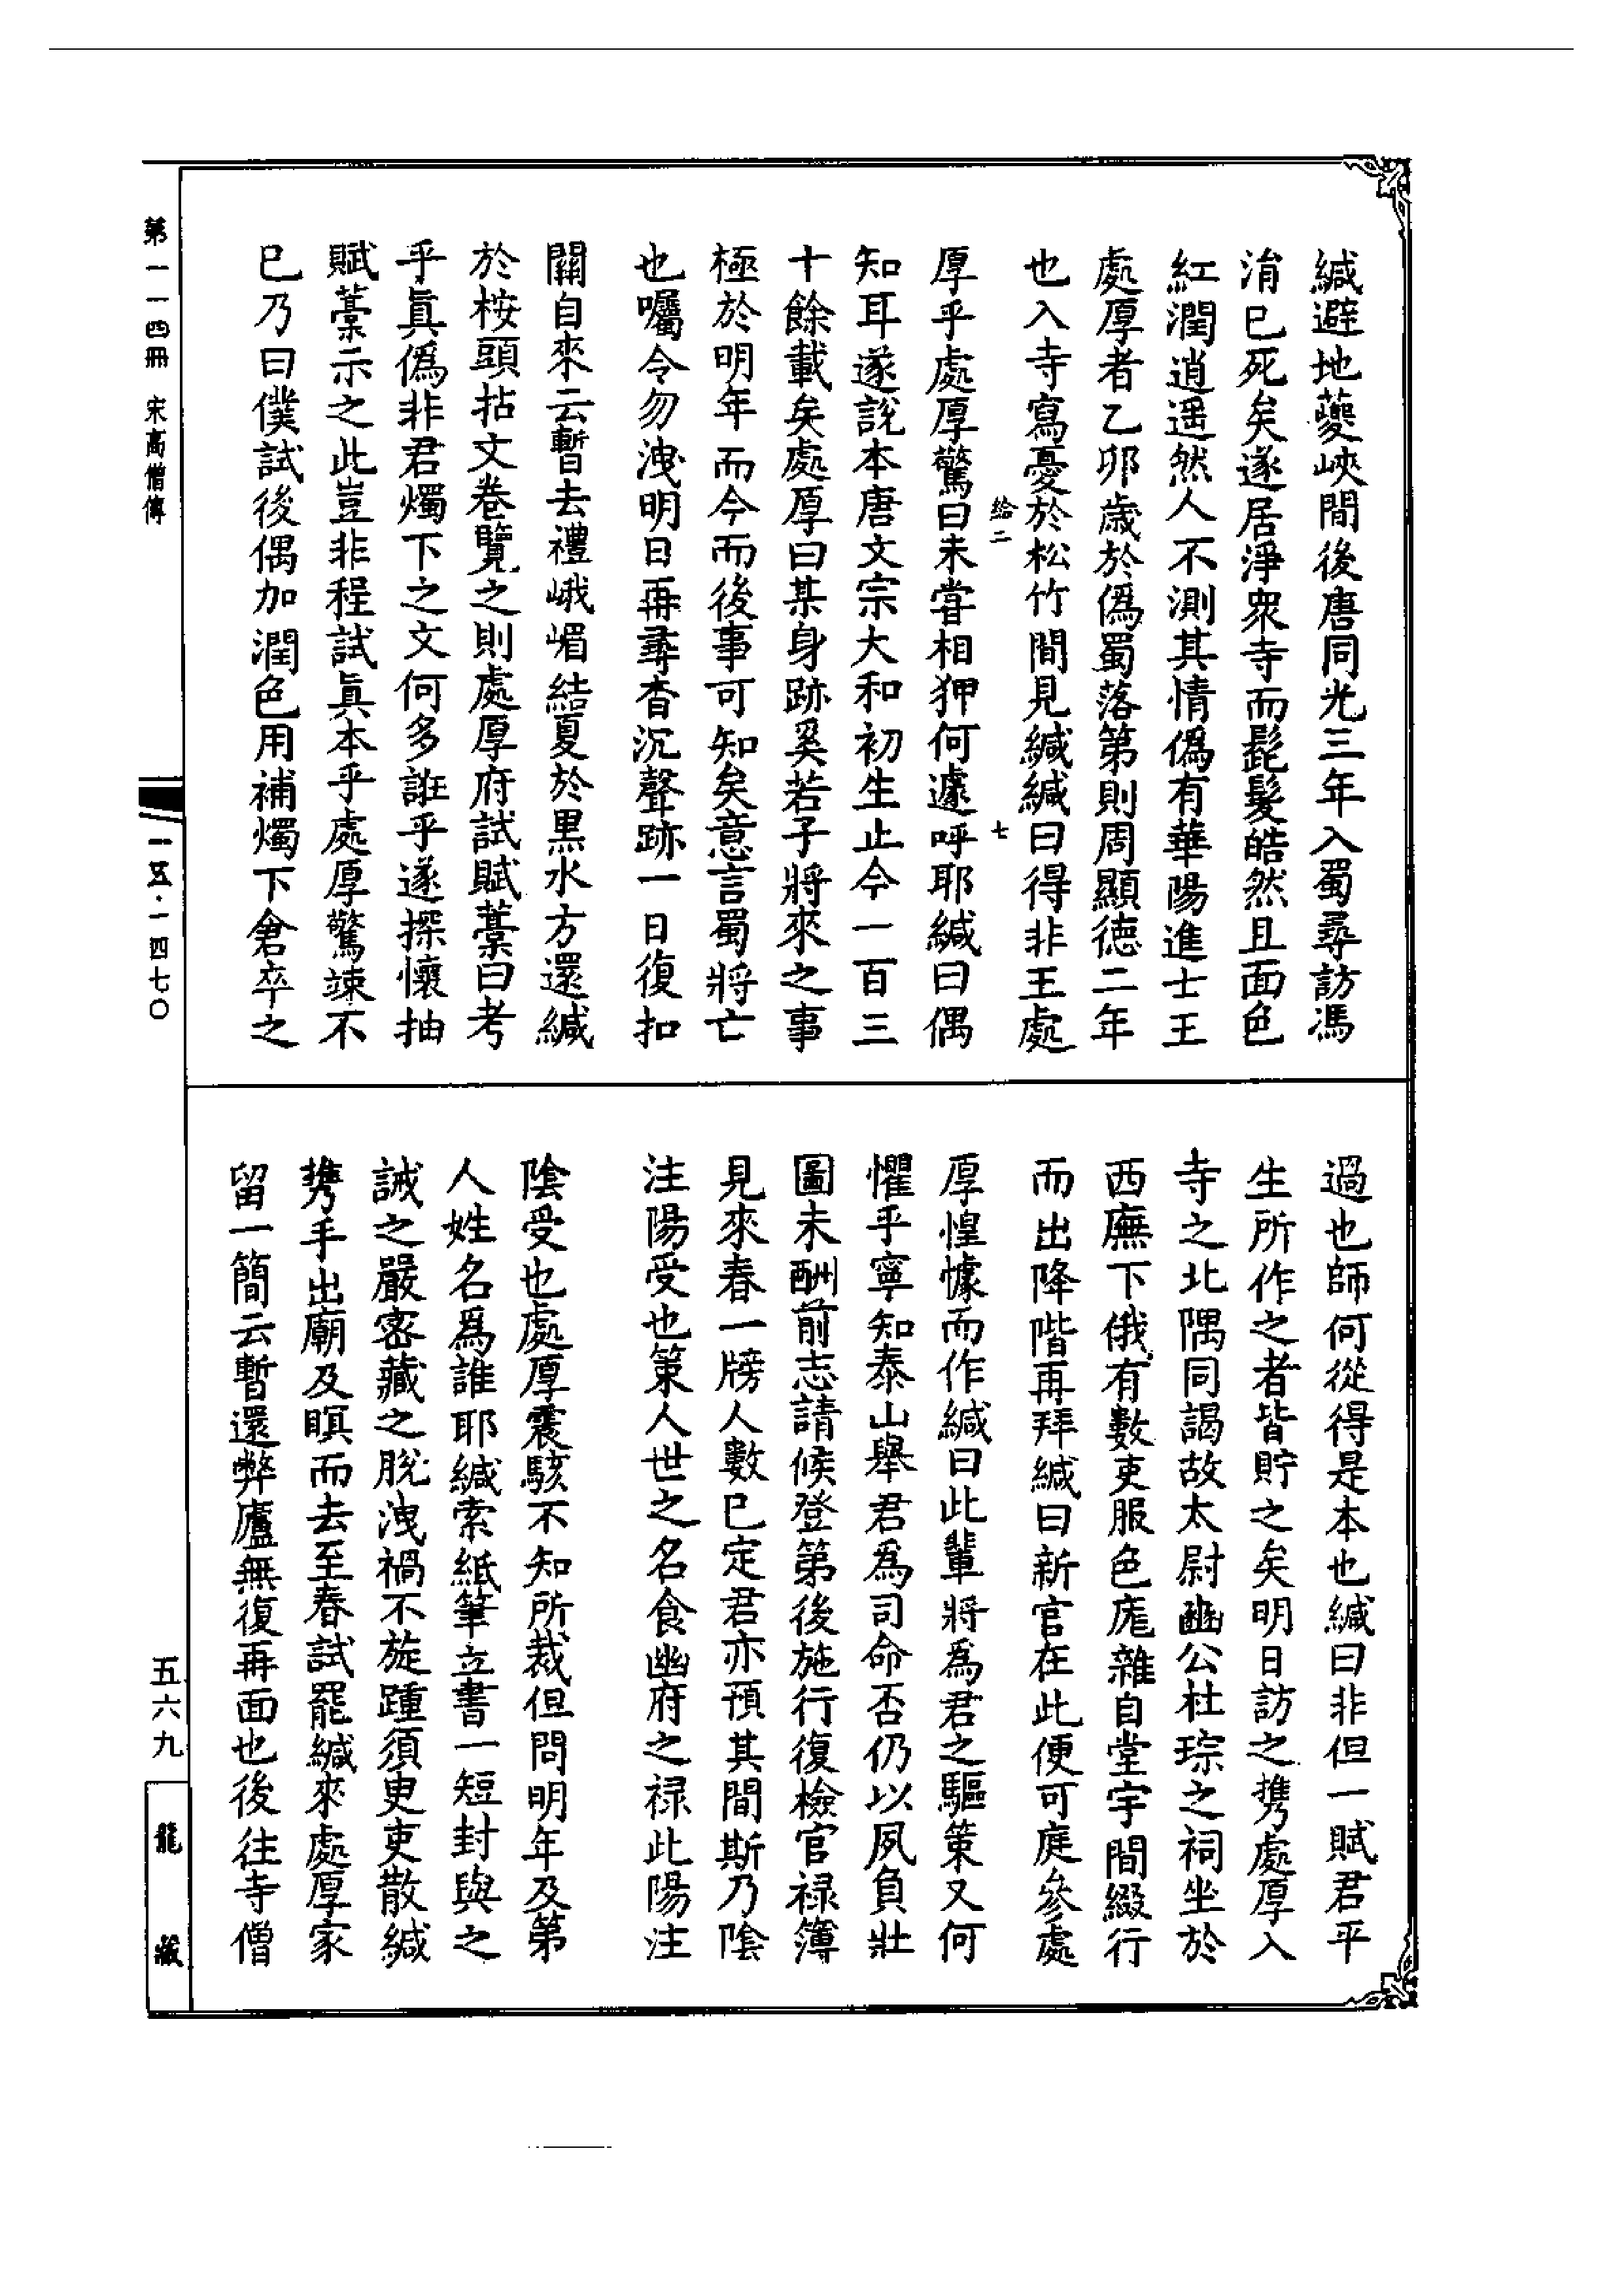 緘避地夔峽間後唐同光三年入蜀尋訪馮
涓巳死矣遂居淨衆寺而髭髮皓然且面色
紅潤逍遥然人不測其情僞有華陽進士王
處厚者乙卯歲於僞蜀落第則周顯德二年
也入寺寫憂於松竹間見緘緘曰得非王處
給二
七
厚乎處厚驚曰未甞相狎何遽呼耶緘曰偶
知耳遂說本唐文宗大和初生止今一百三
十餘載矣處厚曰某身跡奚若子將來之事
極於明年而今而後事可知矣意言蜀將亡
也囑令勿洩明日再尋杳沉聲跡一日復扣
關自來云暫去禮峨嵋結夏於黒水方還緘
於桉頭拈文卷覽之則處厚府試賦藁曰考
乎眞僞非君燭下之文何多誑乎遂探懷抽
賦藁示之此豈非程試眞本乎處厚驚竦不
巳乃曰僕試後偶加潤色用補燭下倉卒之
過也師何從得是本也緘曰非但一賦君平
生所作之者皆貯之矣明日訪之携處厚入
寺之北隅同謁故太尉豳公杜琮之祠坐於
西廡下俄有數吏服色厖雜自堂宇間綴行
而出降階再拜緘曰新官在此便可庭參處
厚惶懅而作緘曰此輩將爲君之驅策又何
懼乎寧知泰山舉君爲司命否仍以夙負壯
圖未酬前志請候登第後施行復檢官祿簿
見來春一牓人數巳定君亦預其間斯乃陰
注陽受也策人世之名食幽府之祿此陽注
陰受也處厚震駭不知所裁但問明年及第
人姓名爲誰耶緘索紙筆立書一短封與之
誡之嚴密藏之脫洩禍不旋踵須臾吏散緘
携手出廟及暝而去至春試罷緘來處厚家
留一簡云暫還弊廬無復再面也後往寺僧
第一一四冊 宋高僧傳
一五·一四七〇
五六九
龍藏